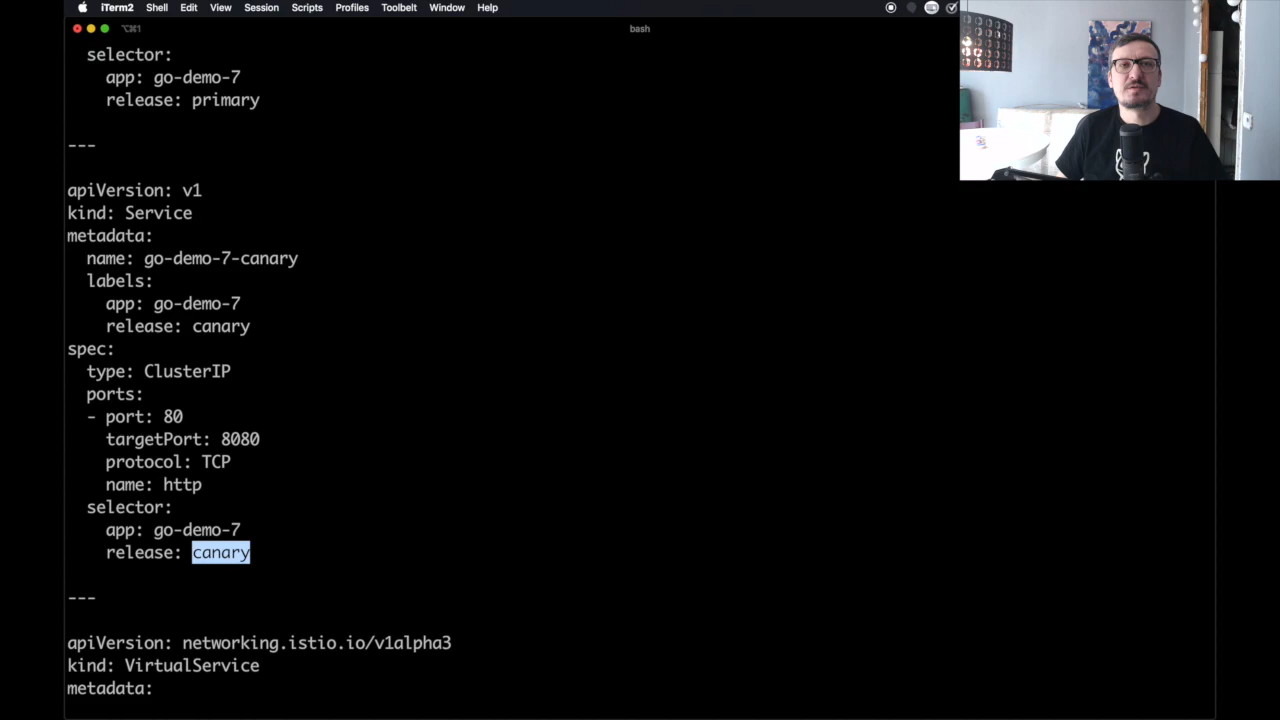 iTerm2 Shell Edit View Session Scripts Profiles Toolbelt Window Help
⌥⌘1 bash
  selector:
    app: go-demo-7
    release: primary
---
apiVersion: v1
kind: Service
metadata:
  name: go-demo-7-canary
  labels:
    app: go-demo-7
    release: canary
spec:
  type: ClusterIP
  ports:
  - port: 80
    targetPort: 8080
    protocol: TCP
    name: http
  selector:
    app: go-demo-7
    release: canary
---
apiVersion: networking.istio.io/v1alpha3
kind: VirtualService
metadata: